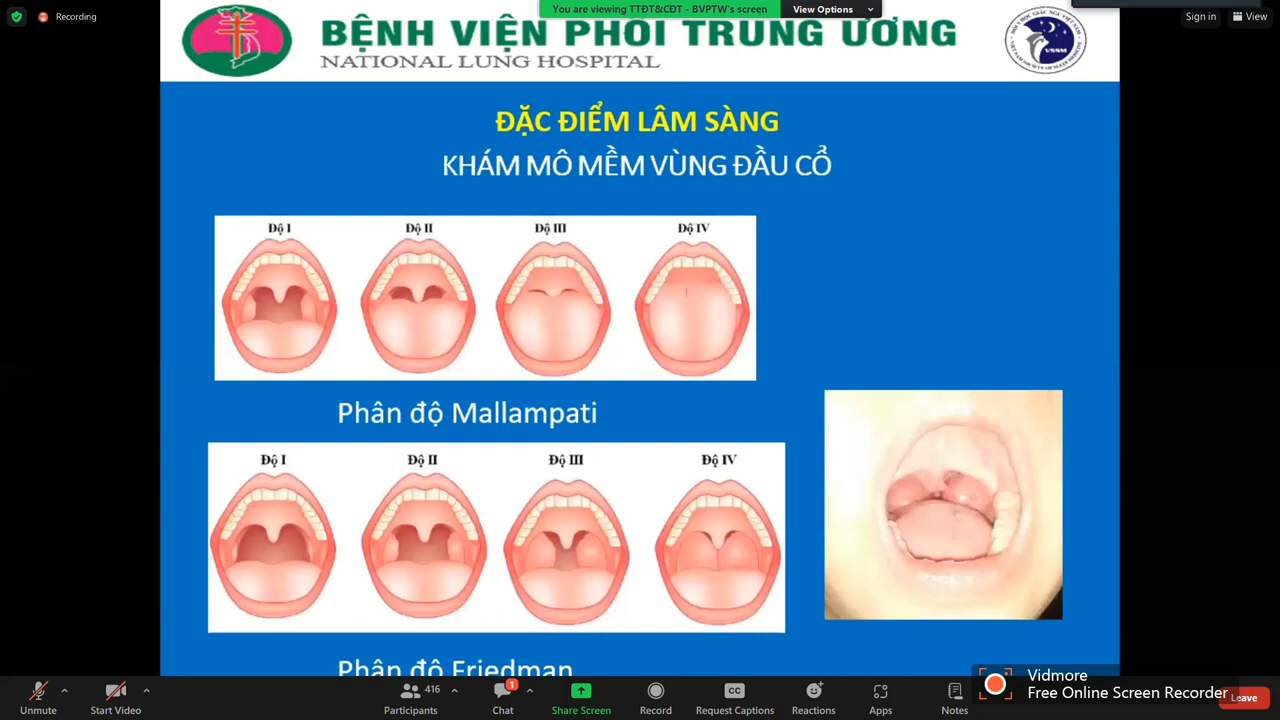 You are viewing TTĐT&CĐT - BVPTW's screen
View Options
Recording
Sign in
View
BỆNH VIỆN PHỔI TRUNG ƯƠNG
NATIONAL LUNG HOSPITAL
VSSM
ĐẶC ĐIỂM LÂM SÀNG
KHÁM MÔ MỀM VÙNG ĐẦU CỔ
Độ I Độ II Độ III Độ IV
Phân độ Mallampati
Độ I Độ II Độ III Độ IV
Phân độ Friedman
Vidmore
Free Online Screen Recorder
416
1
CC
Unmute Start Video Participants Chat Share Screen Record Request Captions Reactions Apps Notes Leave